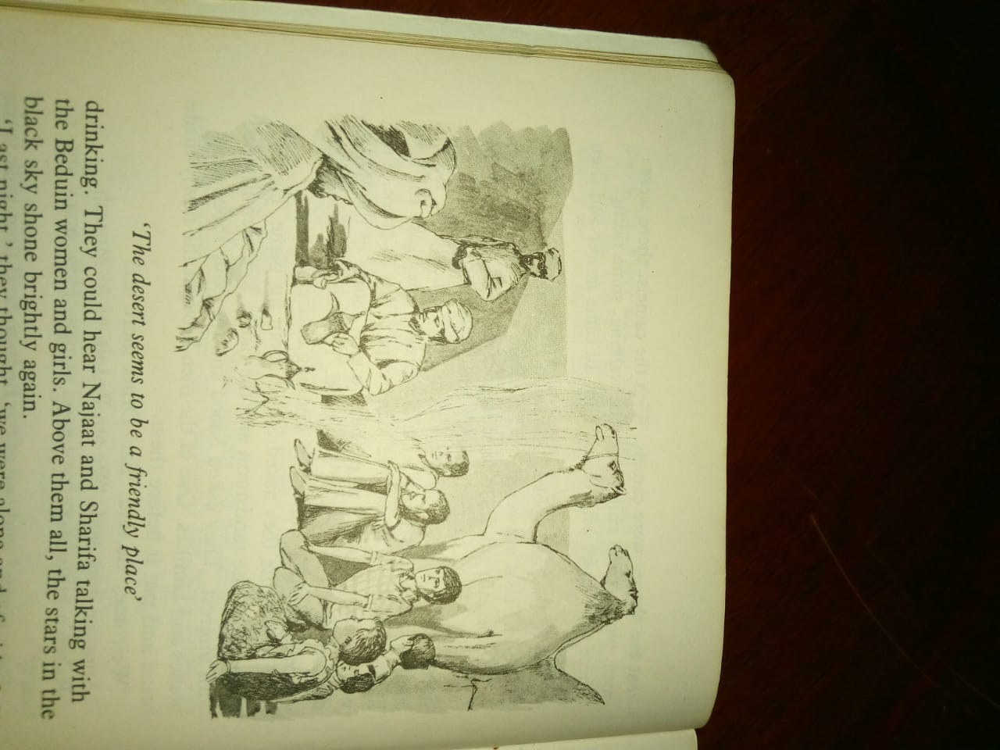 ‘The desert seems to be a friendly place’
drinking. They could hear Najaat and Sharifa talking with
the Beduin women and girls. Above them all, the stars in the
black sky shone brightly again.
‘Last night,’ they thought, ‘we were alone and